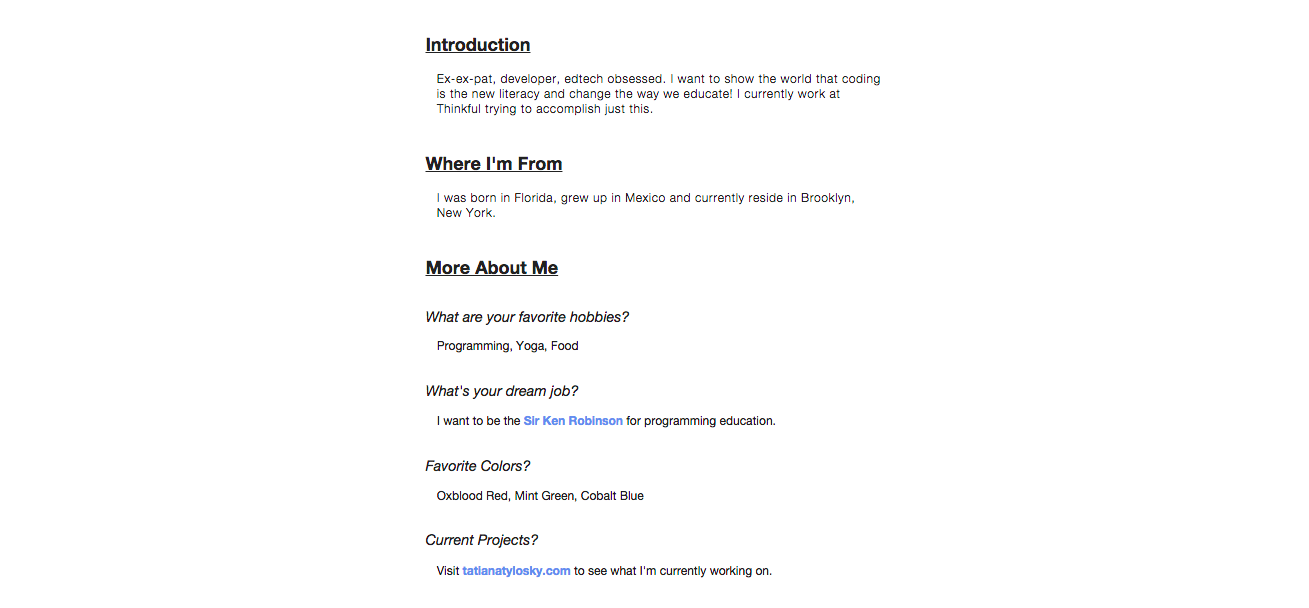 Introduction
Ex-ex-pat, developer, edtech obsessed. I want to show the world that coding
is the new literacy and change the way we educate! I currently work at
Thinkful trying to accomplish just this.
Where I'm From
I was born in Florida, grew up in Mexico and currently reside in Brooklyn,
New York.
More About Me
What are your favorite hobbies?
Programming, Yoga, Food
What's your dream job?
I want to be the Sir Ken Robinson for programming education.
Favorite Colors?
Oxblood Red, Mint Green, Cobalt Blue
Current Projects?
Visit tatianatylosky.com to see what I'm currently working on.